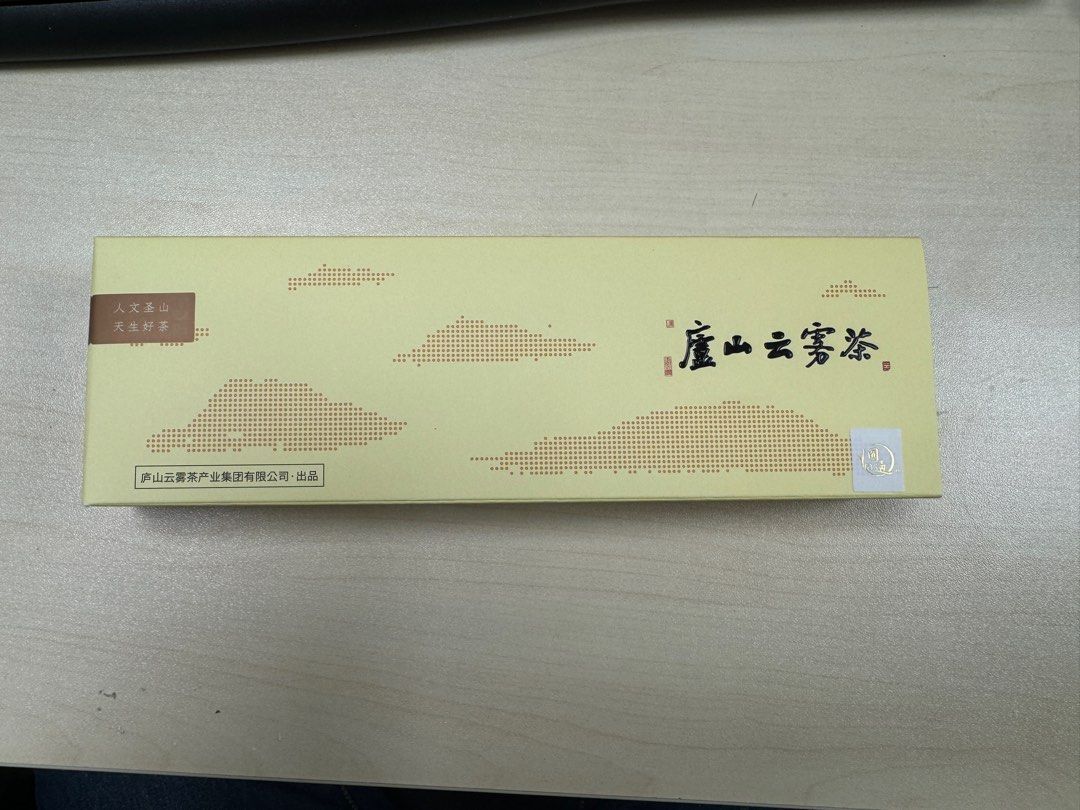 人文圣山
天生好茶
廬山云雾茶
庐山云雾茶产业集团有限公司·出品